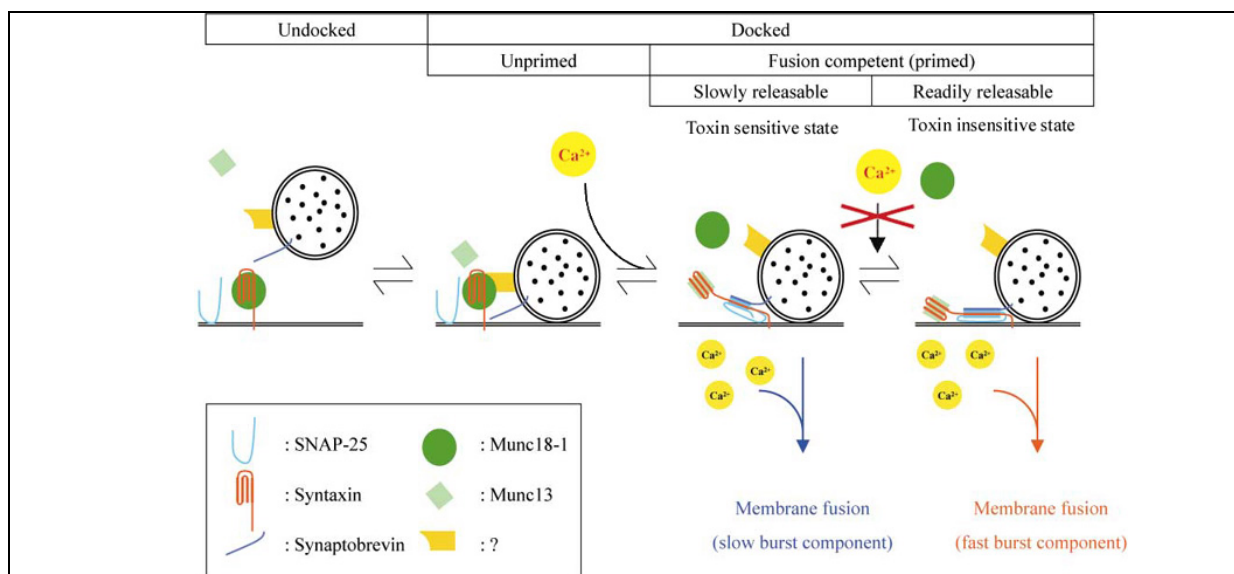 Undocked
Docked
Unprimed
Fusion competent (primed)
Slowly releasable
Readily releasable
Toxin sensitive state
Toxin insensitive state
Ca²⁺
Ca²⁺
Ca²⁺
Ca²⁺
Ca²⁺
Ca²⁺
Ca²⁺
Ca²⁺
: SNAP-25
: Munc18-1
: Syntaxin
: Munc13
: Synaptobrevin
: ?
Membrane fusion
(slow burst component)
Membrane fusion
(fast burst component)